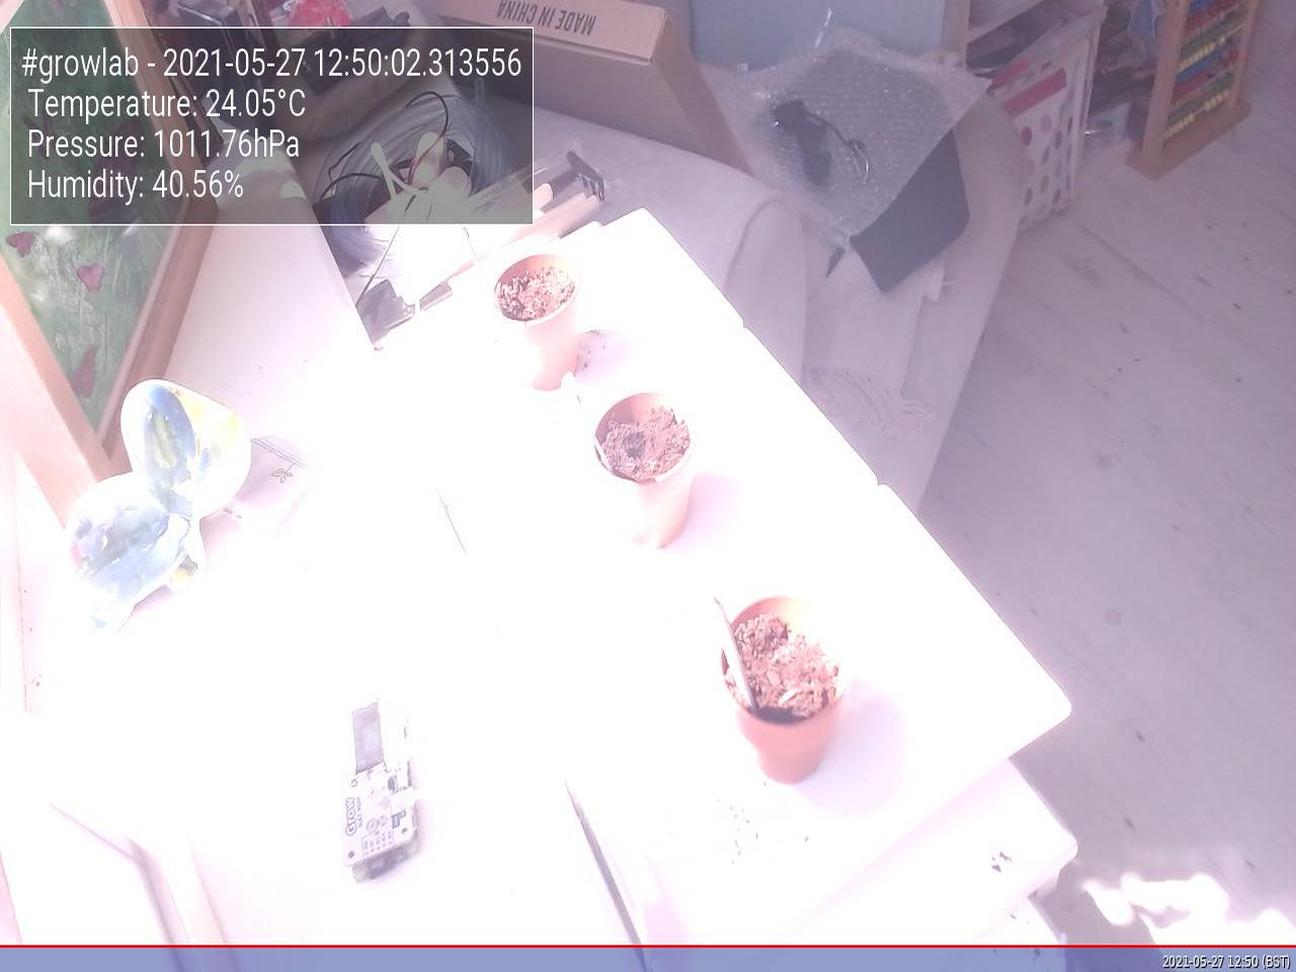 MADE IN CHINA
#growlab - 2021-05-27 12:50:02.313556
Temperature: 24.05°C
Pressure: 1011.76hPa
Humidity: 40.56%
Grow
2021-05-27 12:50 (BST)